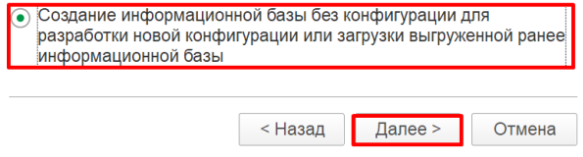 Создание информационной базы без конфигурации для
разработки новой конфигурации или загрузки выгруженной ранее
информационной базы
< Назад Далее > Отмена